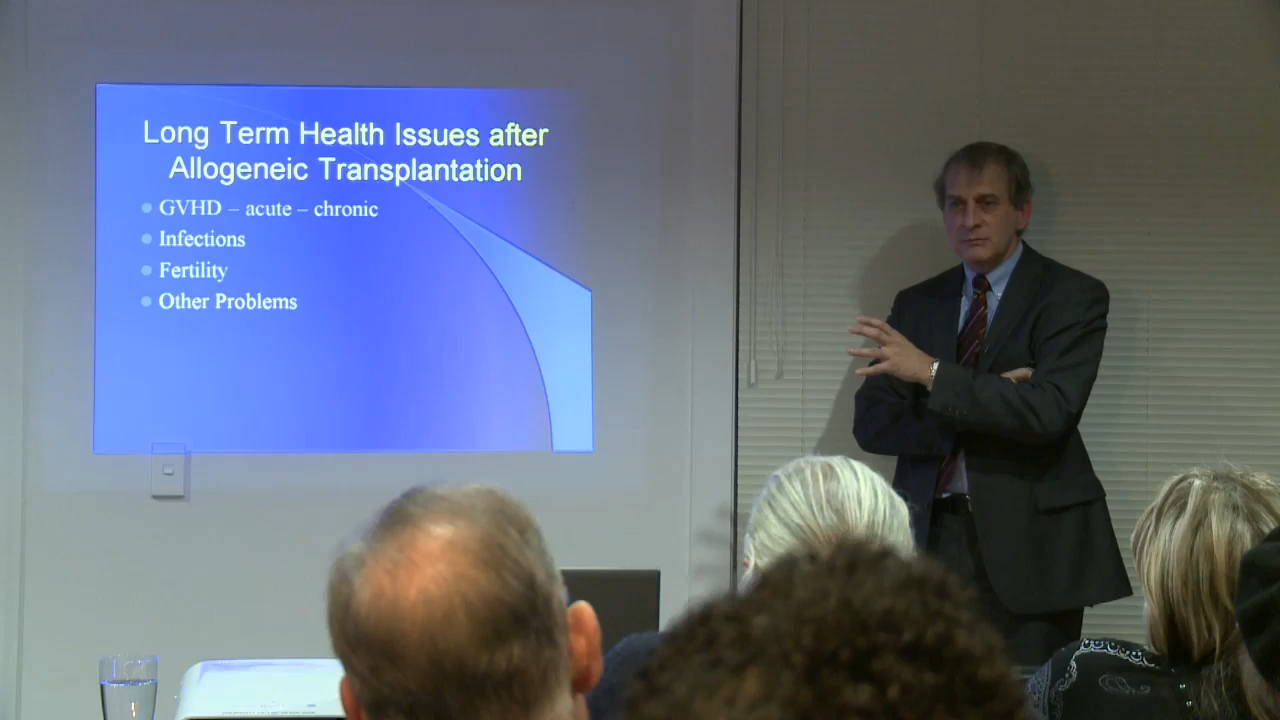 Long Term Health Issues after
Allogeneic Transplantation
GVHD – acute – chronic
Infections
Fertility
Other Problems